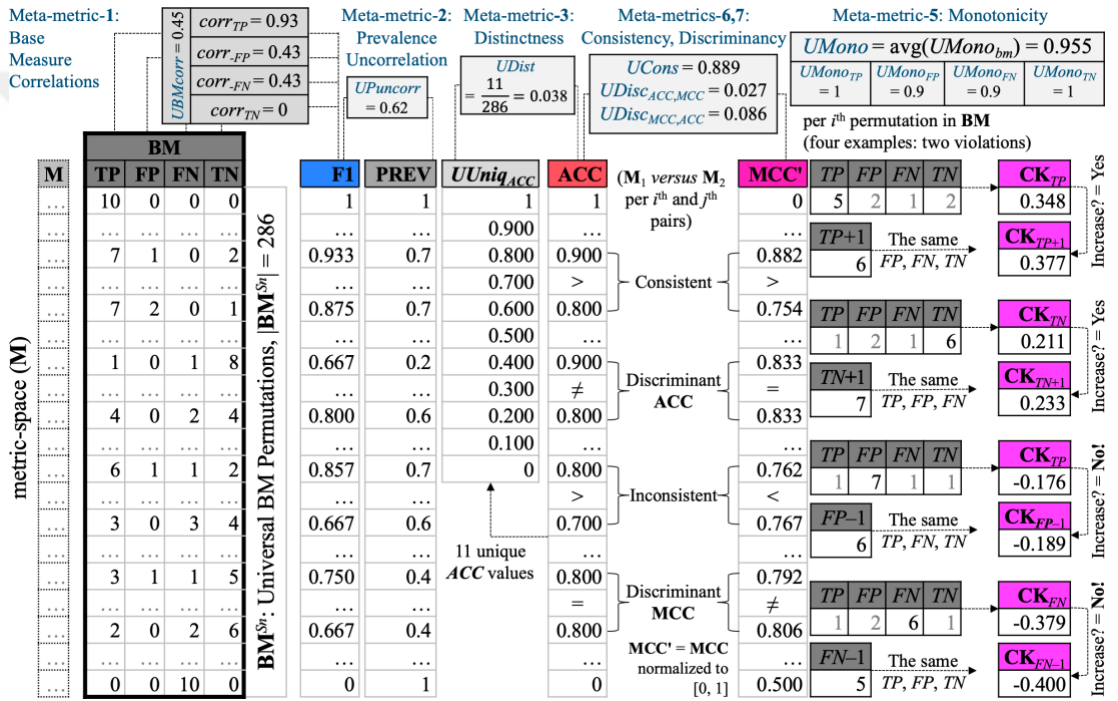 Meta-metric-1:
Base
Measure
Correlations
UBMcorr = 0.45
corrTP = 0.93
corr-FP = 0.43
corr-FN = 0.43
corrTN = 0
Meta-metric-2:
Prevalence
Uncorrelation
UPuncorr
= 0.62
Meta-metric-3:
Distinctness
UDist
= 11/286 = 0.038
Meta-metrics-6,7:
Consistency, Discriminancy
UCons = 0.889
UDiscACC,MCC = 0.027
UDiscMCC,ACC = 0.086
Meta-metric-5: Monotonicity
UMono = avg(UMonobm) = 0.955
UMonoTP UMonoFP UMonoFN UMonoTN
= 1 = 0.9 = 0.9 = 1
per ith permutation in BM
(four examples: two violations)
metric-space (M)
BM
M TP FP FN TN F1 PREV UUniqACC ACC MCC'
… 10 0 0 0 1 1 1 1 0
… … … … … … … 0.900 … …
… 7 1 0 2 0.933 0.7 0.800 0.900 0.882
… … … … … … … 0.700 > >
… 7 2 0 1 0.875 0.7 0.600 0.800 0.754
… … … … … … … 0.500 … …
… 1 0 1 8 0.667 0.2 0.400 0.900 0.833
… … … … … … … 0.300 ≠ =
… 4 0 2 4 0.800 0.6 0.200 0.800 0.833
… … … … … … … 0.100 … …
… 6 1 1 2 0.857 0.7 0 0.800 0.762
… … … … … … … > <
… 3 0 3 4 0.667 0.6 0.700 0.767
… … … … … … … … …
… 3 1 1 5 0.750 0.4 0.800 0.792
… … … … … … … = ≠
… 2 0 2 6 0.667 0.4 0.800 0.806
… … … … … … … … …
… 0 0 10 0 0 1 0 0.500
BMSn: Universal BM Permutations, |BMSn| = 286
11 unique
ACC values
(M1 versus M2
per ith and jth
pairs)
Consistent
Discriminant
ACC
Inconsistent
Discriminant
MCC
MCC' = MCC
normalized to
[0, 1]
TP FP FN TN CKTP
5 2 1 2 0.348
TP+1 The same CKTP+1
6 FP, FN, TN 0.377
Increase? = Yes
TP FP FN TN CKTN
1 2 1 6 0.211
TN+1 The same CKTN+1
7 TP, FP, FN 0.233
Increase? = Yes
TP FP FN TN CKTP
1 7 1 1 -0.176
FP–1 The same CKFP–1
6 TP, FN, TN -0.189
Increase? = No!
TP FP FN TN CKFN
1 2 6 1 -0.379
FN–1 The same CKFN–1
5 TP, FP, TN -0.400
Increase? = No!